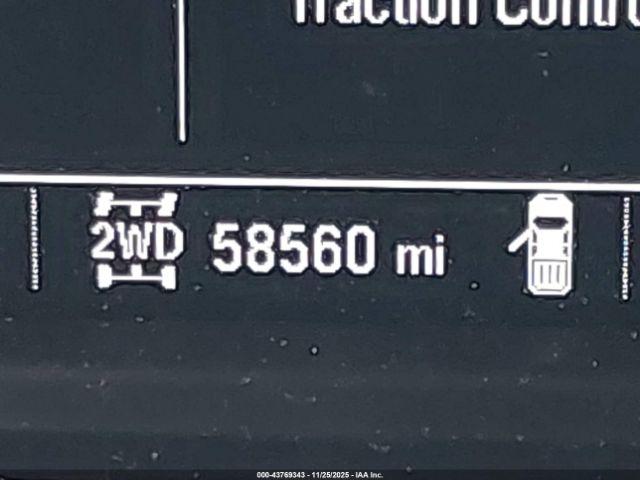 Traction Contro
2WD 58560 mi
000-43769343 - 11/25/2025 - IAA Inc.